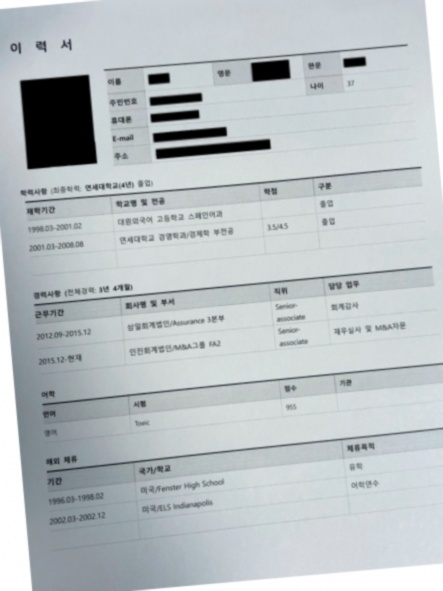 이 력 서
이름 영문 한문
주민번호 나이 37
휴대폰
E-mail
주소
학력사항 (최종학력: 연세대학교(4년) 졸업)
재학기간 학교명 및 전공 학점 구분
1998.03-2001.02 대원외국어 고등학교 스페인어과 졸업
2001.03-2008.08 연세대학교 경영학과/경제학 부전공 3.5/4.5 졸업
경력사항 (전체경력: 3년 4개월)
근무기간 회사명 및 부서 직위 담당 업무
2012.09-2015.12 삼일회계법인/Assurance 3본부 Senior-associate 회계감사
2015.12-현재 안진회계법인/M&A그룹 FA2 Senior-associate 재무실사 및 M&A자문
어학
언어 시험 점수 기관
영어 Toeic 955
해외 체류
기간 국가/학교 체류목적
1996.03-1998.02 미국/Fenster High School 유학
2002.03-2002.12 미국/ELS Indianapolis 어학연수